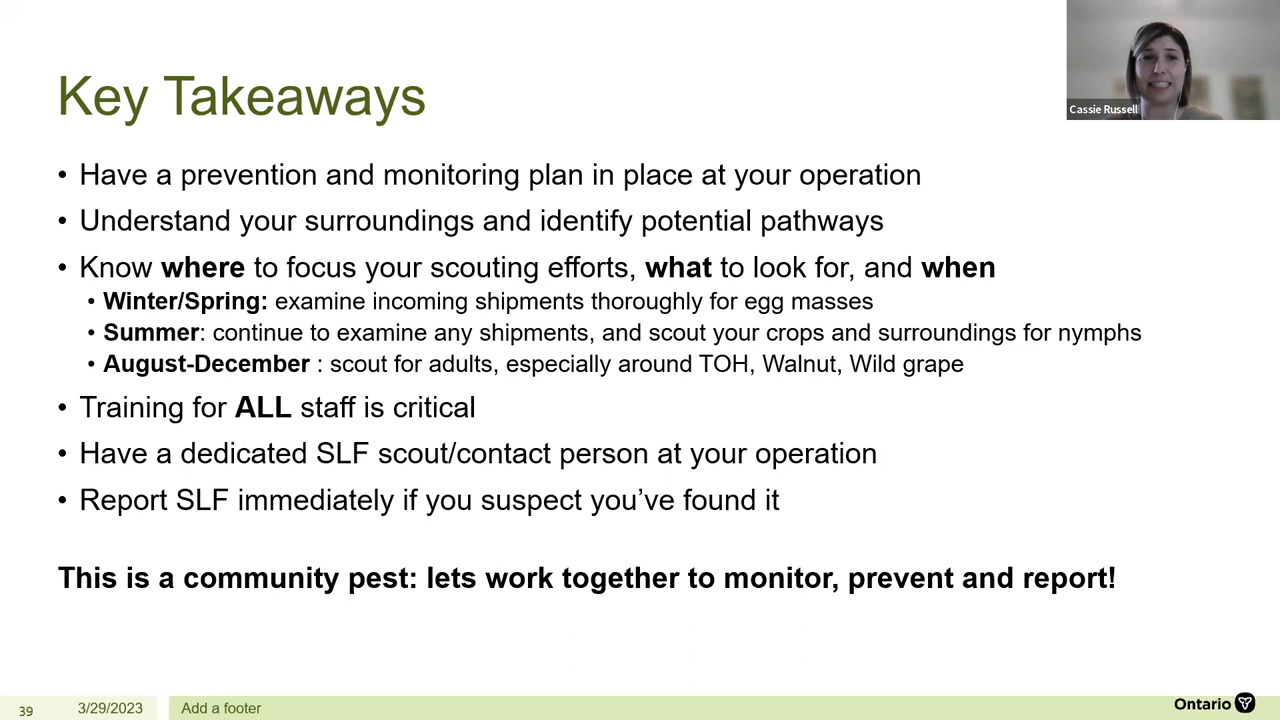 Cassie Russell
Key Takeaways
• Have a prevention and monitoring plan in place at your operation
• Understand your surroundings and identify potential pathways
• Know where to focus your scouting efforts, what to look for, and when
• Winter/Spring: examine incoming shipments thoroughly for egg masses
• Summer: continue to examine any shipments, and scout your crops and surroundings for nymphs
• August-December : scout for adults, especially around TOH, Walnut, Wild grape
• Training for ALL staff is critical
• Have a dedicated SLF scout/contact person at your operation
• Report SLF immediately if you suspect you’ve found it
This is a community pest: lets work together to monitor, prevent and report!
39 3/29/2023 Add a footer Ontario